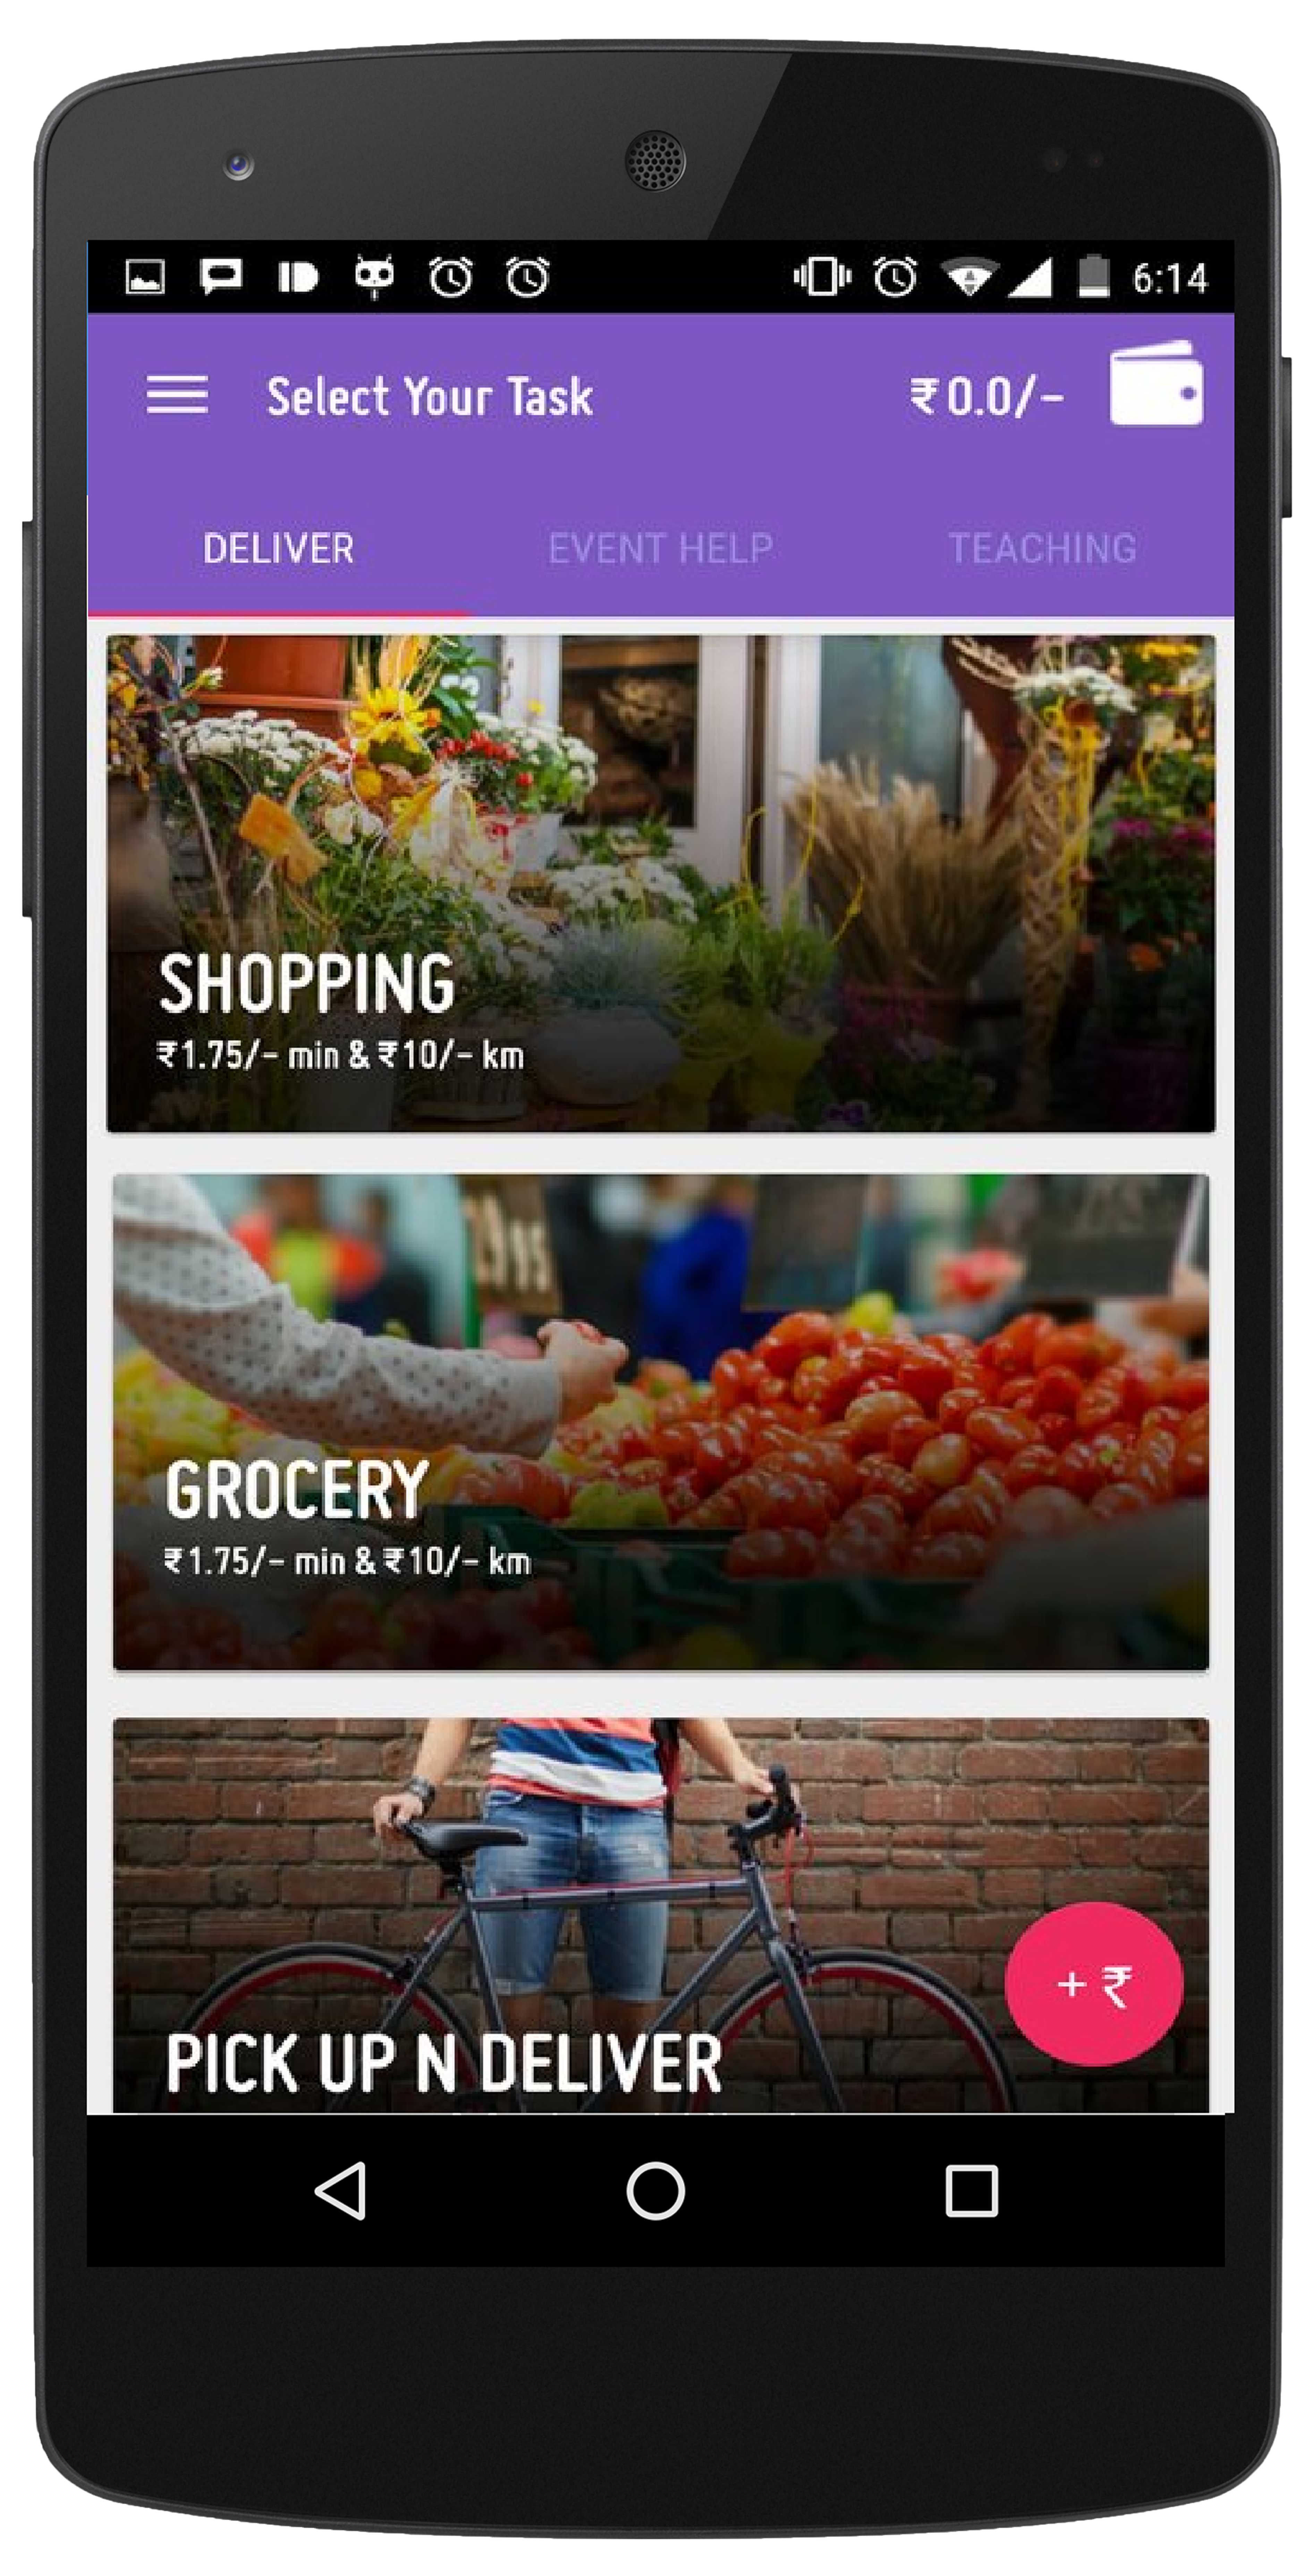 6:14
Select Your Task ₹0.0/-
DELIVER EVENT HELP TEACHING
SHOPPING
₹1.75/- min & ₹10/- km
GROCERY
₹1.75/- min & ₹10/- km
+ ₹
PICK UP N DELIVER